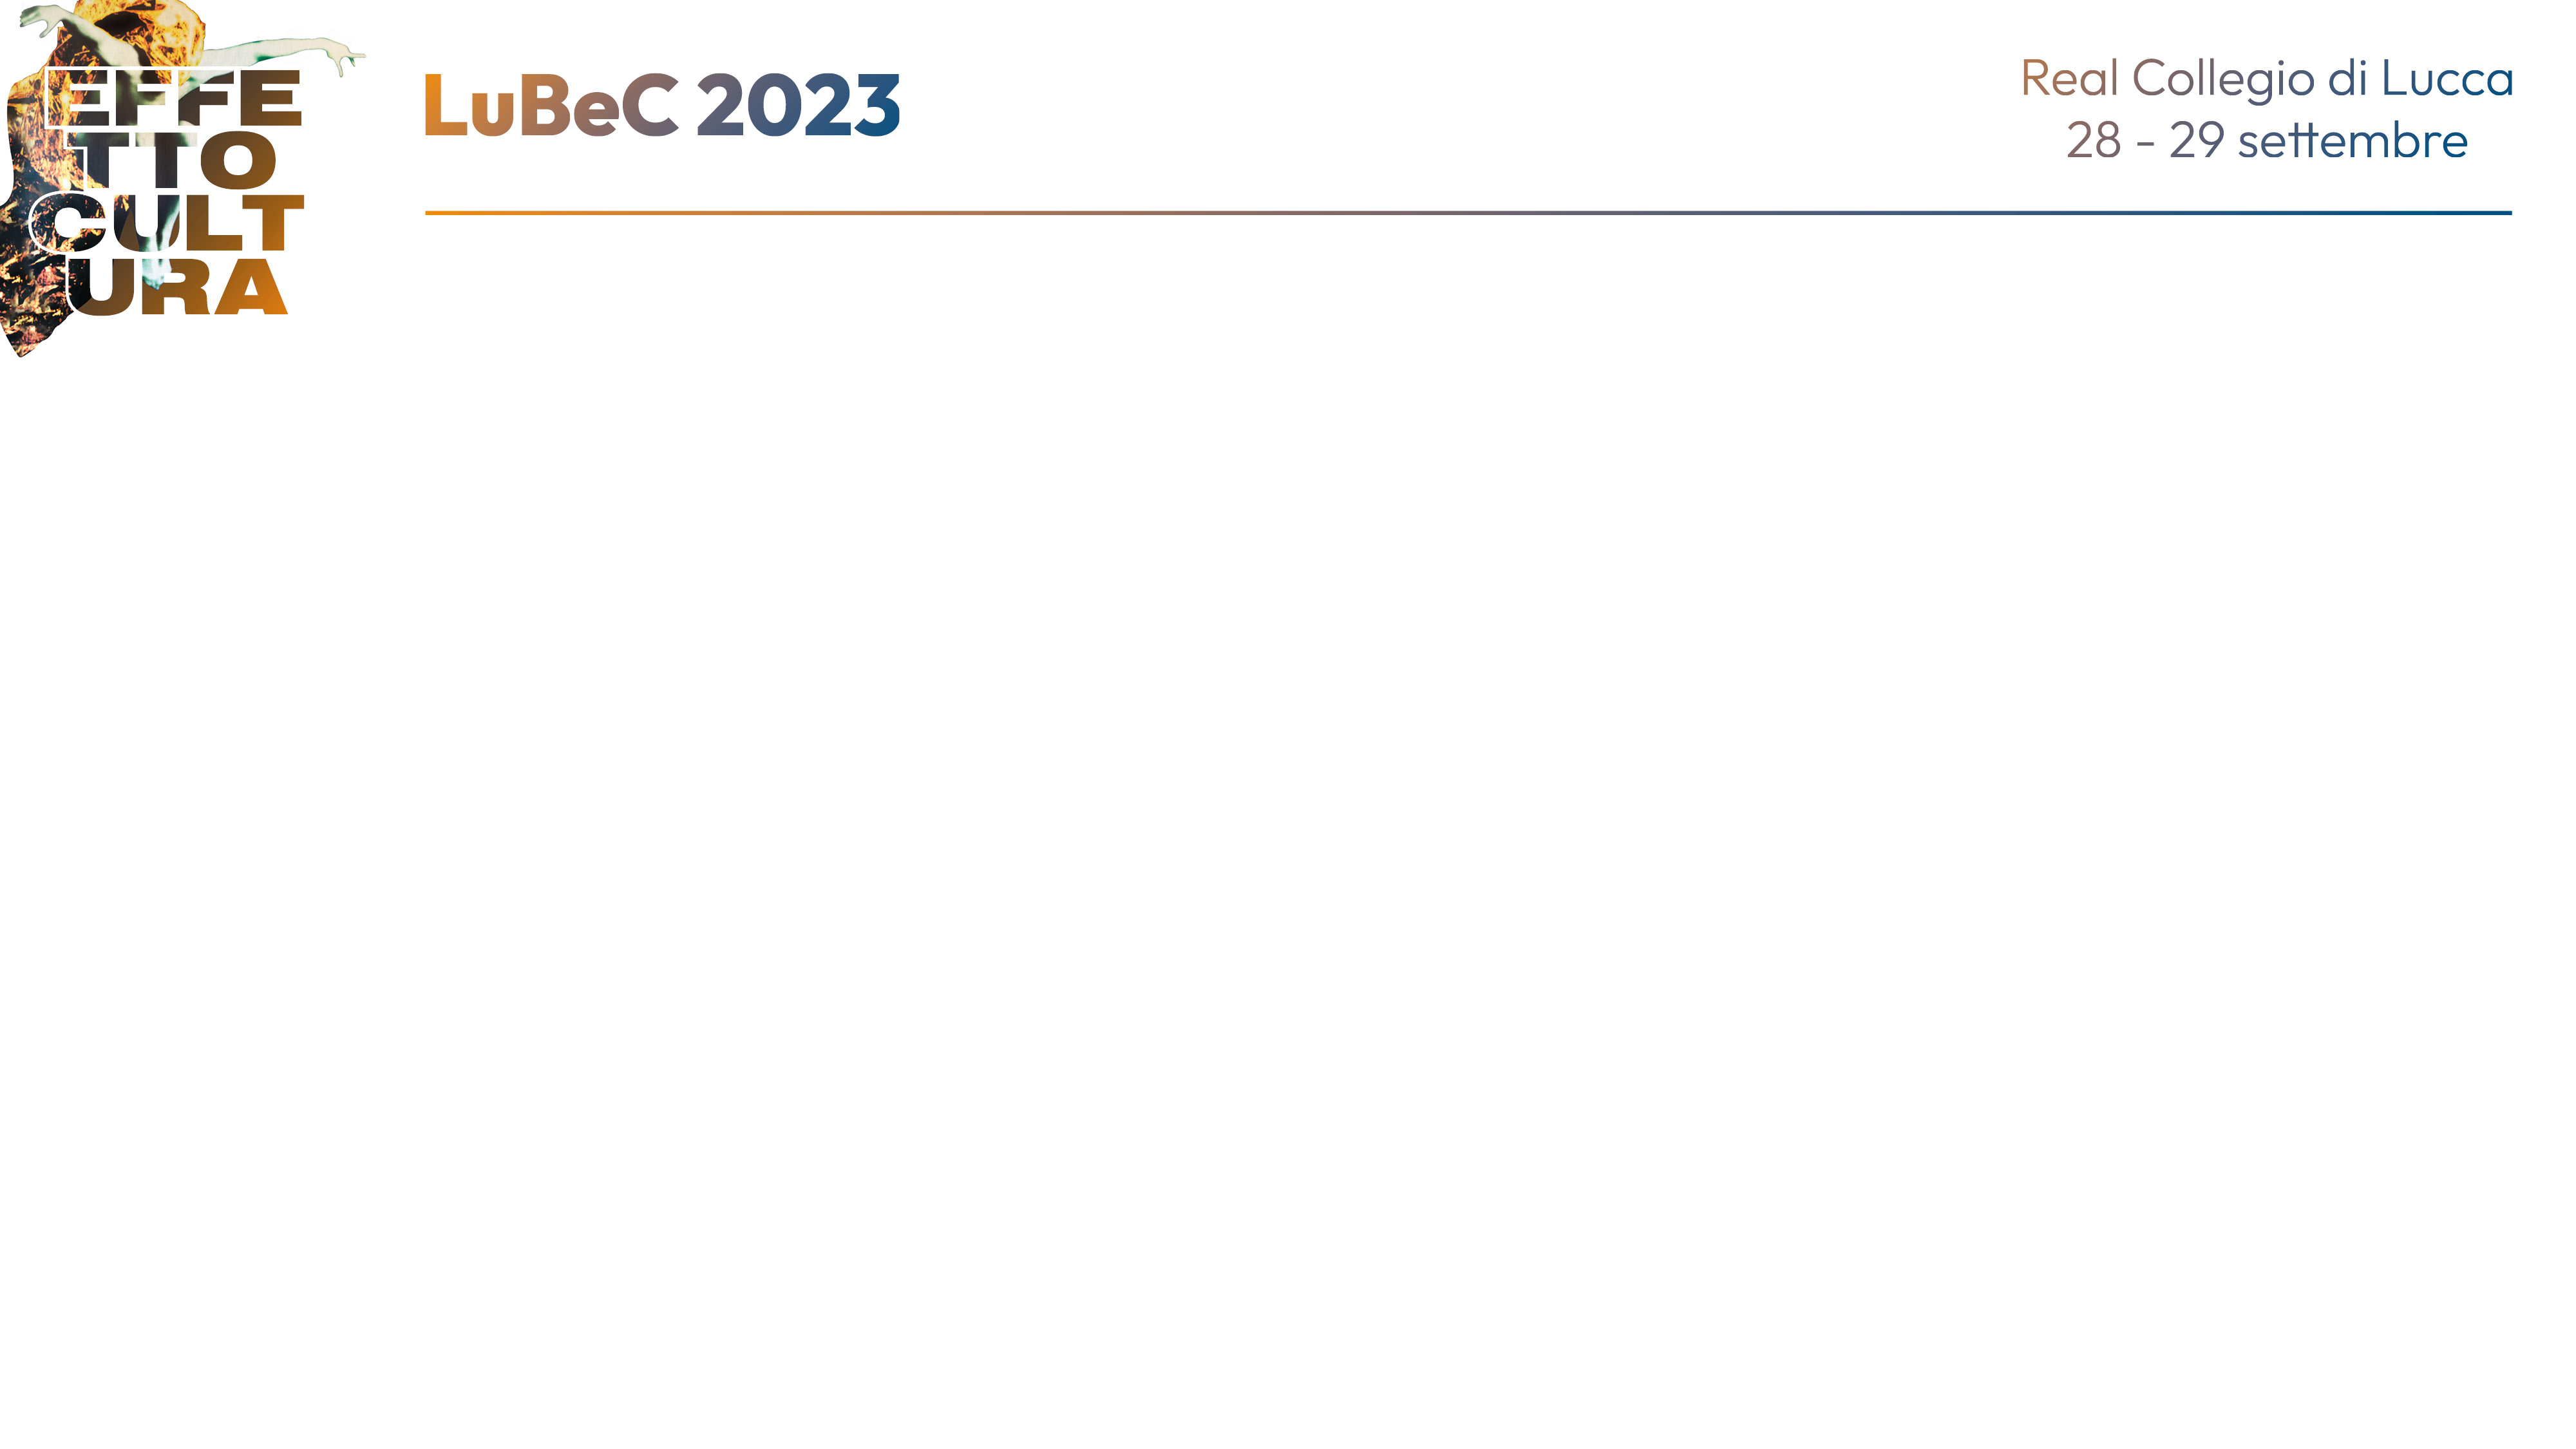 EFFE
TTO
CULT
URA
LuBeC 2023
Real Collegio di Lucca
28 - 29 settembre